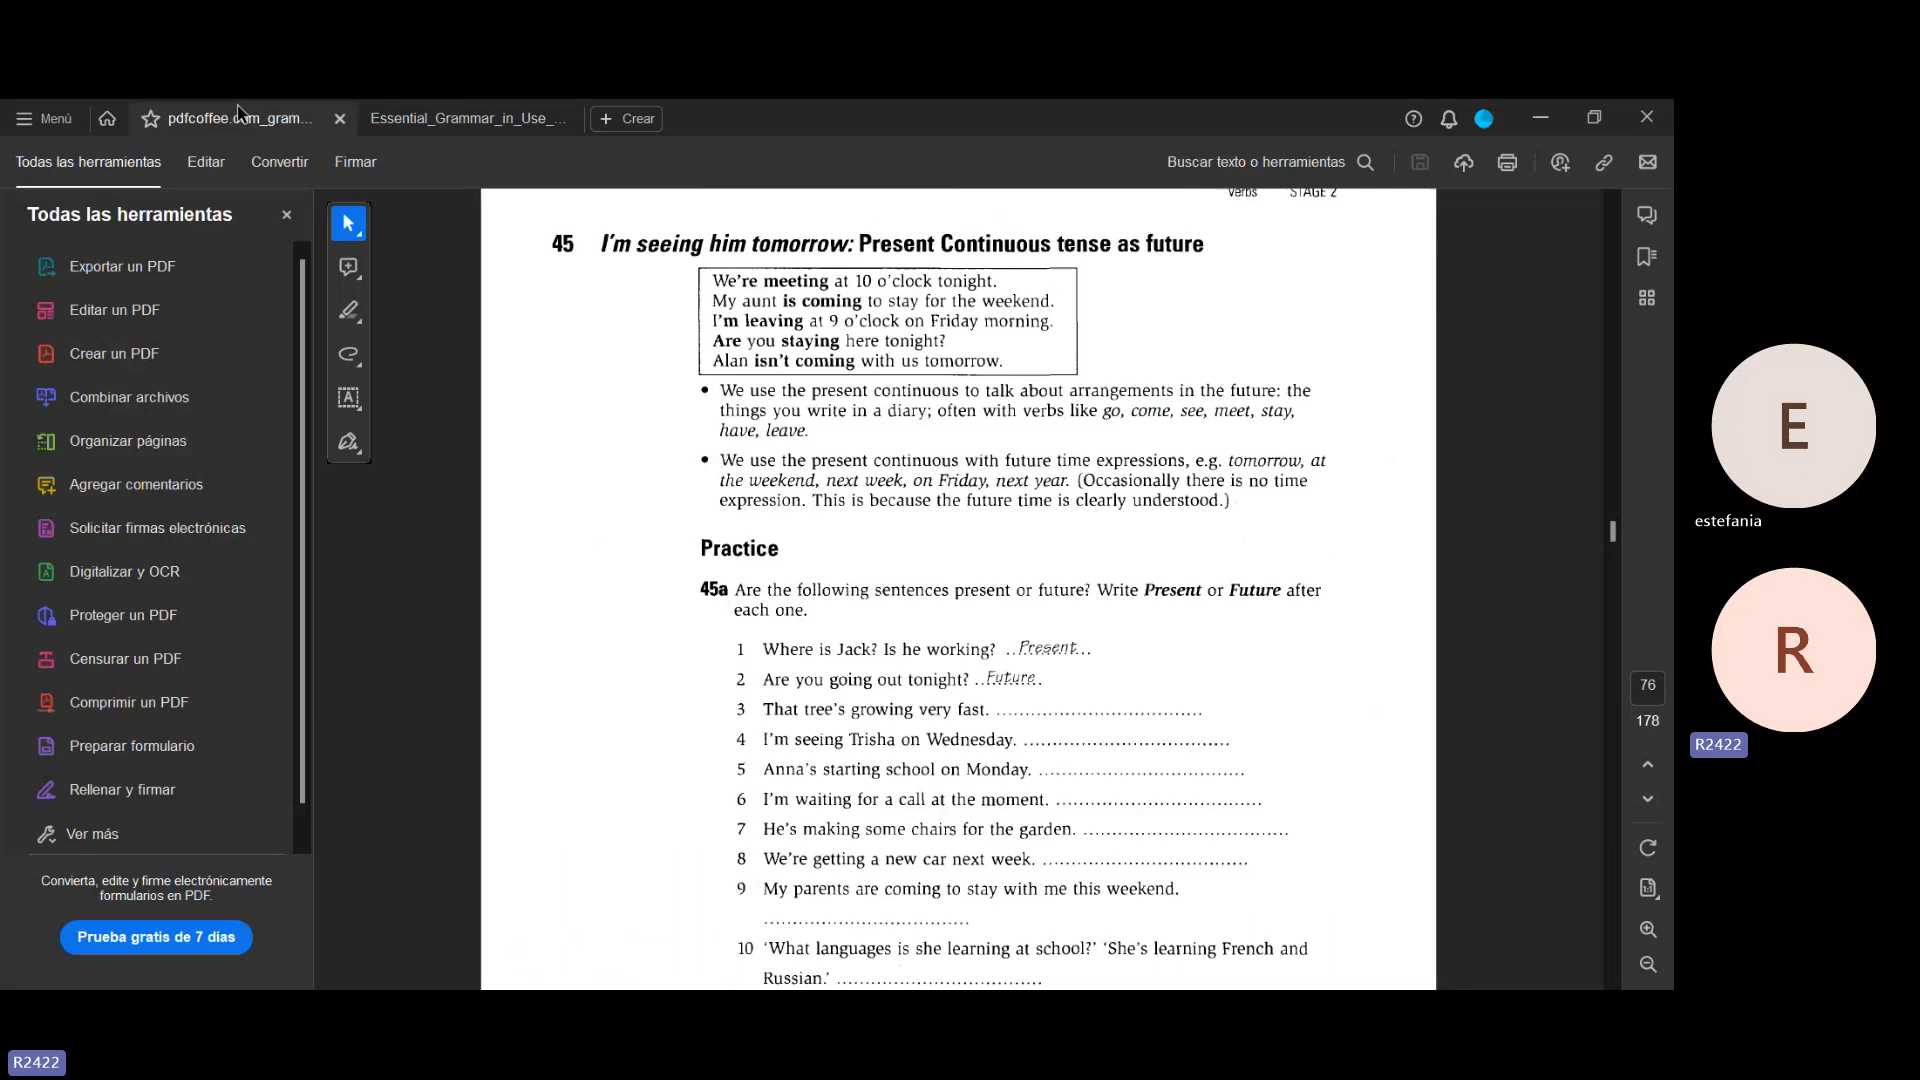 Menú
pdfcoffee.com_gram...
Essential_Grammar_in_Use_...
Crear
Todas las herramientas
Editar
Convertir
Firmar
Buscar texto o herramientas
Todas las herramientas
Exportar un PDF
Editar un PDF
Crear un PDF
Combinar archivos
Organizar páginas
Agregar comentarios
Solicitar firmas electrónicas
Digitalizar y OCR
Proteger un PDF
Censurar un PDF
Comprimir un PDF
Preparar formulario
Rellenar y firmar
Ver más
Convierta, edite y firme electrónicamente
formularios en PDF.
Prueba gratis de 7 días
Verbs STAGE 2
45 I'm seeing him tomorrow: Present Continuous tense as future
We're meeting at 10 o'clock tonight.
My aunt is coming to stay for the weekend.
I'm leaving at 9 o'clock on Friday morning.
Are you staying here tonight?
Alan isn't coming with us tomorrow.
• We use the present continuous to talk about arrangements in the future: the
things you write in a diary; often with verbs like go, come, see, meet, stay,
have, leave.
• We use the present continuous with future time expressions, e.g. tomorrow, at
the weekend, next week, on Friday, next year. (Occasionally there is no time
expression. This is because the future time is clearly understood.)
Practice
45a Are the following sentences present or future? Write Present or Future after
each one.
1 Where is Jack? Is he working? ..Present...
2 Are you going out tonight? ..Future..
3 That tree's growing very fast. ....................................
4 I'm seeing Trisha on Wednesday. ....................................
5 Anna's starting school on Monday. ....................................
6 I'm waiting for a call at the moment. ....................................
7 He's making some chairs for the garden. ....................................
8 We're getting a new car next week. ....................................
9 My parents are coming to stay with me this weekend.
....................................
10 'What languages is she learning at school?' 'She's learning French and
Russian.' ....................................
76
178
E
estefania
R
R2422
R2422